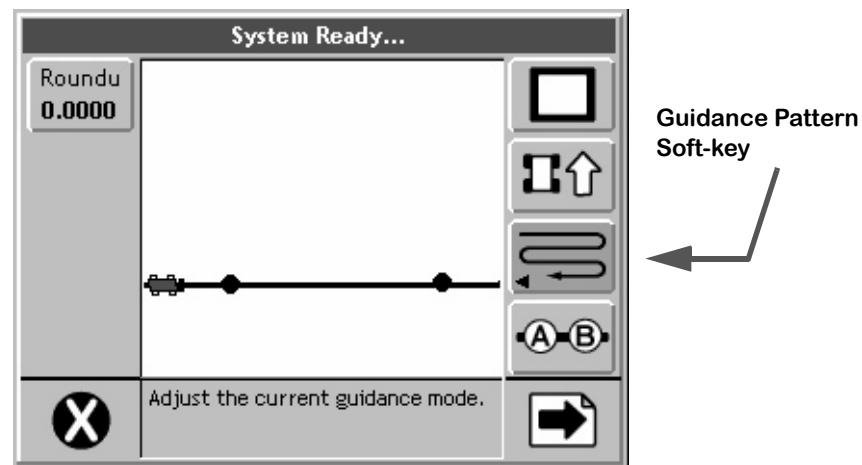 System Ready...
Roundu
0.0000
Guidance Pattern
Soft-key
A B
Adjust the current guidance mode.
X